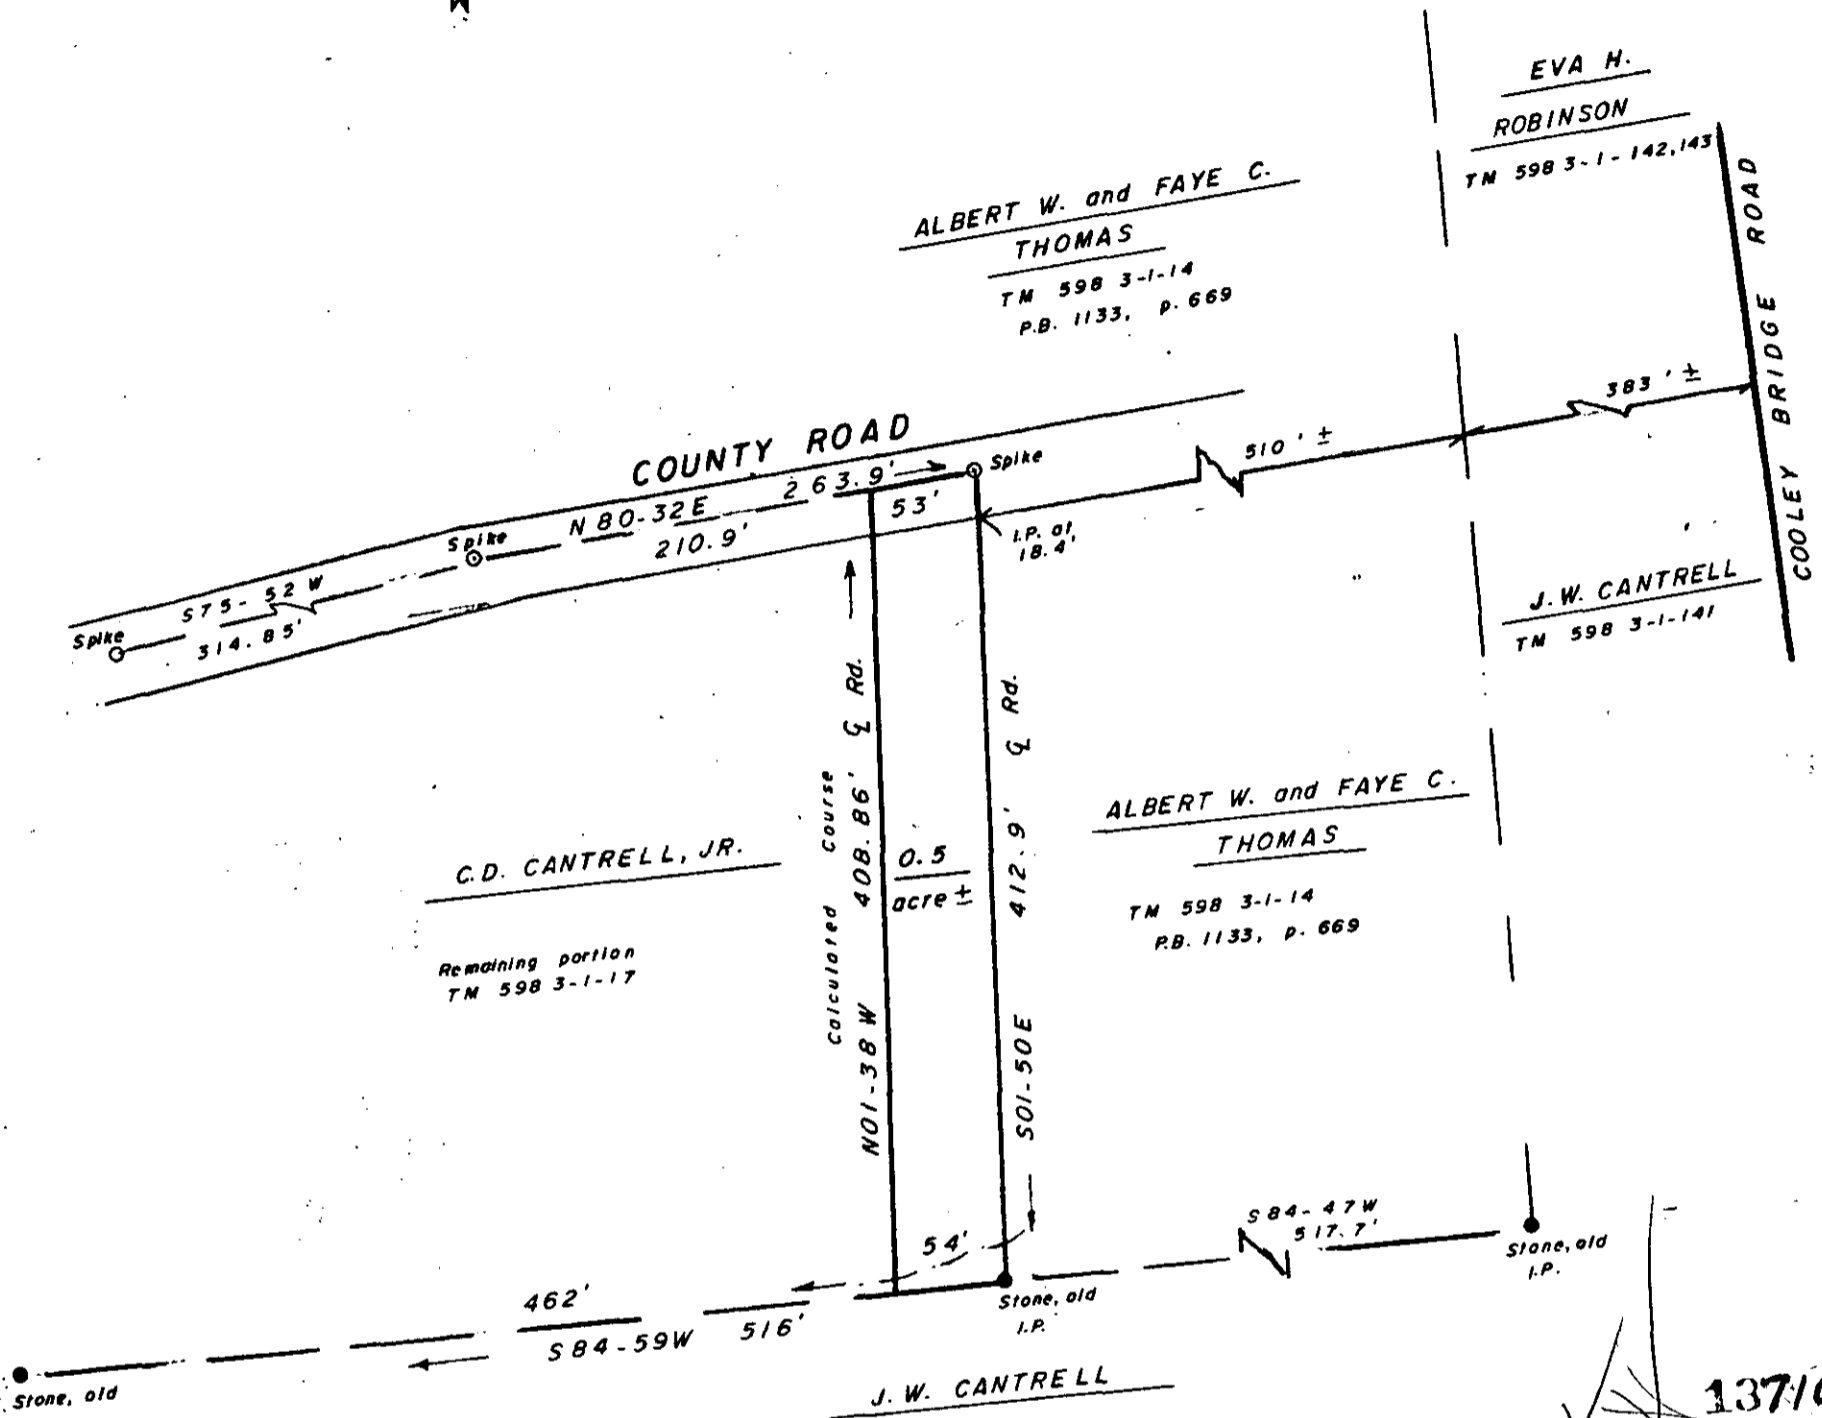 EVA H.
ROBINSON
TM 598 3-1-142,143
ALBERT W. and FAYE C.
THOMAS
TM 598 3-1-14
P.B. 1133, p. 669
COOLEY BRIDGE ROAD
383 ' ±
510 ' ±
COUNTY ROAD
263.9'
Spike
N 80-32 E
53'
210.9'
Spike
I.P. at
18.4'
S75-52 W
314.85'
Spike
J.W. CANTRELL
TM 598 3-1-141
Calculated Course
N01-38 W 408.86' ℄ Rd.
S01-50E 412.9' ℄ Rd.
0.5
acre ±
C.D. CANTRELL, JR.
Remaining portion
TM 598 3-1-17
ALBERT W. and FAYE C.
THOMAS
TM 598 3-1-14
P.B. 1133, p. 669
54'
S84-47W
517.7'
Stone, old
I.P.
Stone, old
I.P.
462'
S84-59W
516'
Stone, old
J. W. CANTRELL